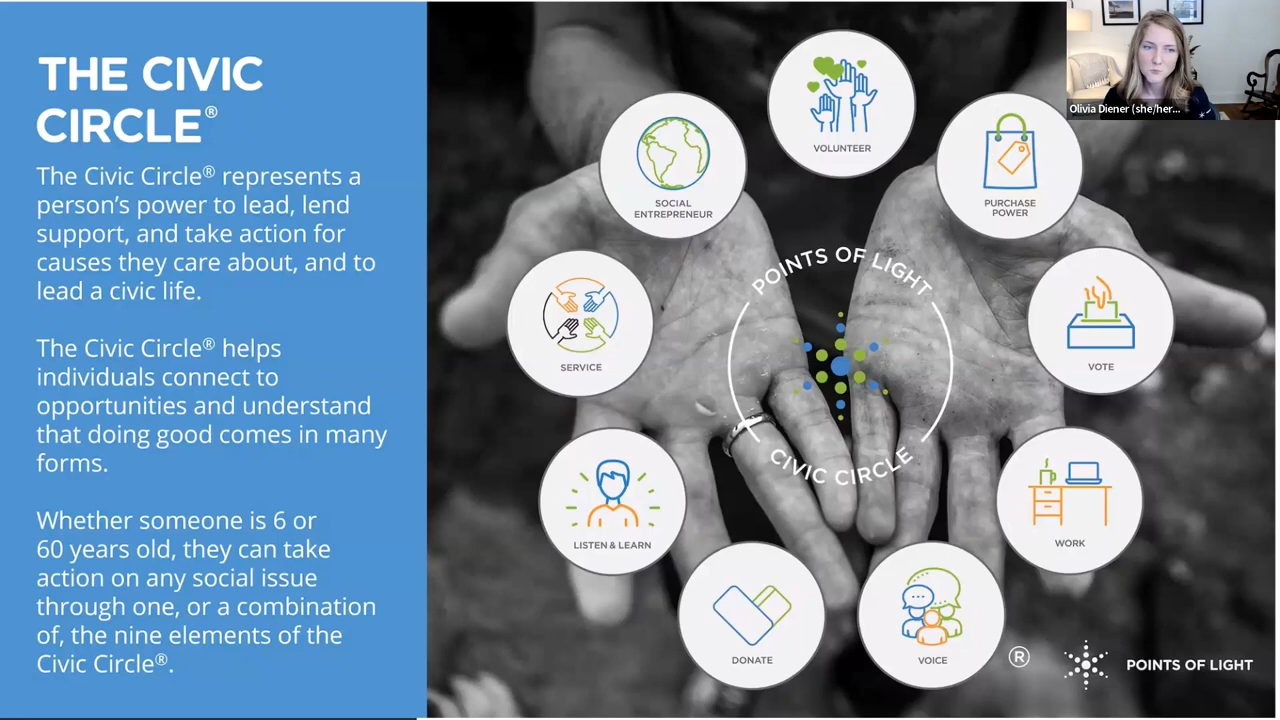 THE CIVIC
CIRCLE®
The Civic Circle® represents a
person's power to lead, lend
support, and take action for
causes they care about, and to
lead a civic life.
The Civic Circle® helps
individuals connect to
opportunities and understand
that doing good comes in many
forms.
Whether someone is 6 or
60 years old, they can take
action on any social issue
through one, or a combination
of, the nine elements of the
Civic Circle®.
VOLUNTEER
SOCIAL
ENTREPRENEUR
PURCHASE
POWER
SERVICE
VOTE
LISTEN & LEARN
WORK
DONATE
VOICE
POINTS OF LIGHT
CIVIC CIRCLE
®
POINTS OF LIGHT
Olivia Diener (she/her...